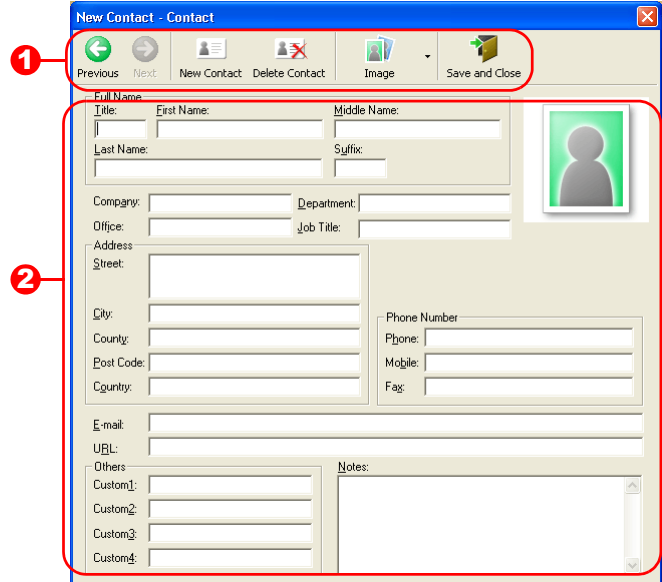 New Contact - Contact
1
Previous Next New Contact Delete Contact Image Save and Close
Full Name
Title: First Name: Middle Name:
Last Name: Suffix:
Company: Department:
Office: Job Title:
Address
2
Street:
City:
Phone Number
County: Phone:
Post Code: Mobile:
Country: Fax:
E-mail:
URL:
Others Notes:
Custom1:
Custom2:
Custom3:
Custom4: